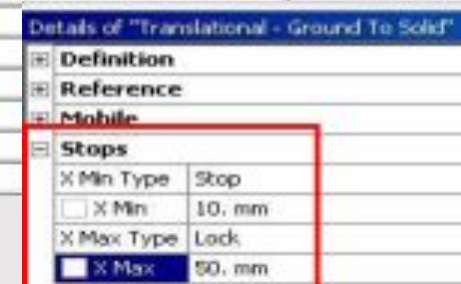 Details of "Translational - Ground To Solid"
Definition
Reference
Mobile
Stops
X Min Type Stop
X Min 10. mm
X Max Type Lock
X Max 50. mm